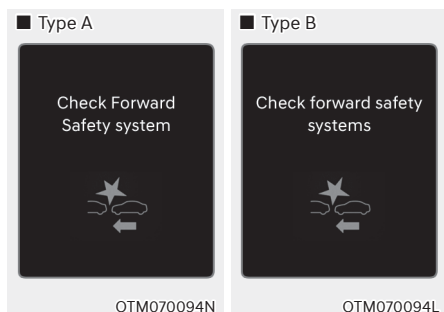 ■ Type A
Check Forward
Safety system
OTM070094N
■ Type B
Check forward safety
systems
OTM070094L